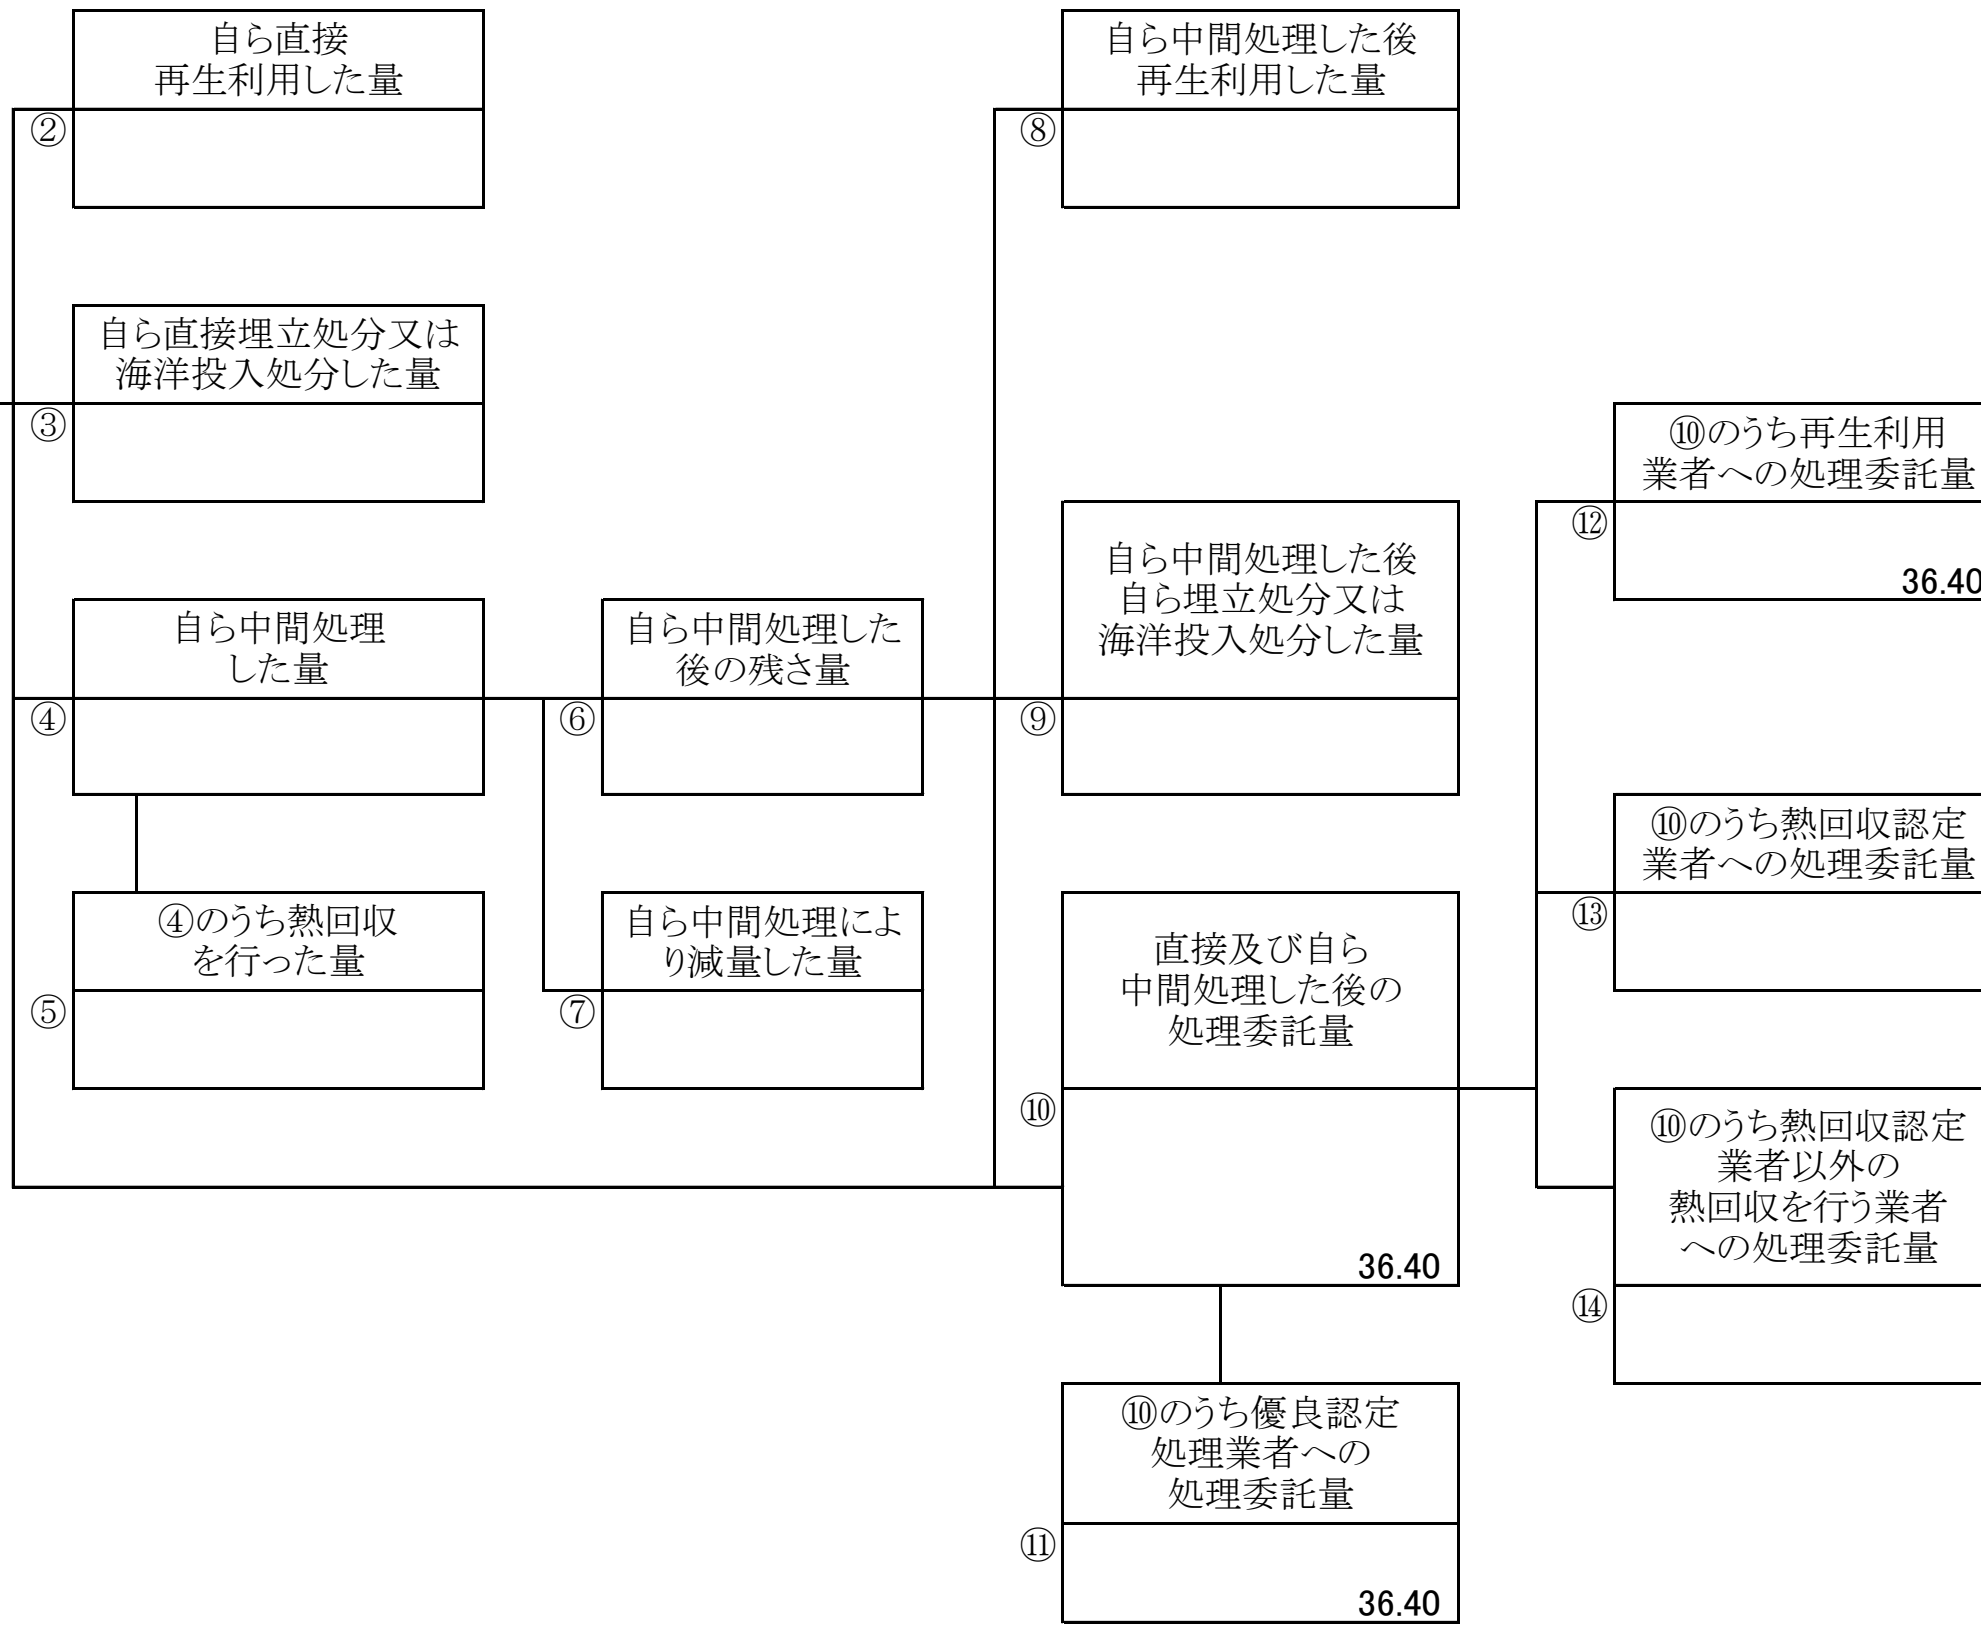 自ら直接
再生利用した量
②
自ら直接埋立処分又は
海洋投入処分した量
③
自ら中間処理
した量
④
④のうち熱回収
を行った量
⑤
自ら中間処理した
後の残さ量
⑥
自ら中間処理によ
り減量した量
⑦
自ら中間処理した後
再生利用した量
⑧
自ら中間処理した後
自ら埋立処分又は
海洋投入処分した量
⑨
直接及び自ら
中間処理した後の
処理委託量
⑩
36.40
⑩のうち優良認定
処理業者への
処理委託量
⑪
36.40
⑩のうち再生利用
業者への処理委託量
⑫
36.40
⑩のうち熱回収認定
業者への処理委託量
⑬
⑩のうち熱回収認定
業者以外の
熱回収を行う業者
への処理委託量
⑭